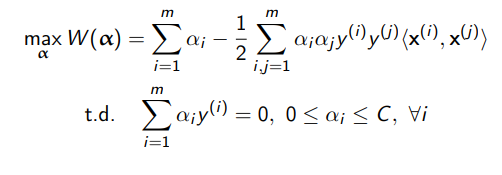 max_α W(α) = ∑_{i=1}^{m} α_i − 1/2 ∑_{i,j=1}^{m} α_i α_j y^{(i)} y^{(j)} ⟨x^{(i)}, x^{(j)}⟩
t.d. ∑_{i=1}^{m} α_i y^{(i)} = 0, 0 ≤ α_i ≤ C, ∀i